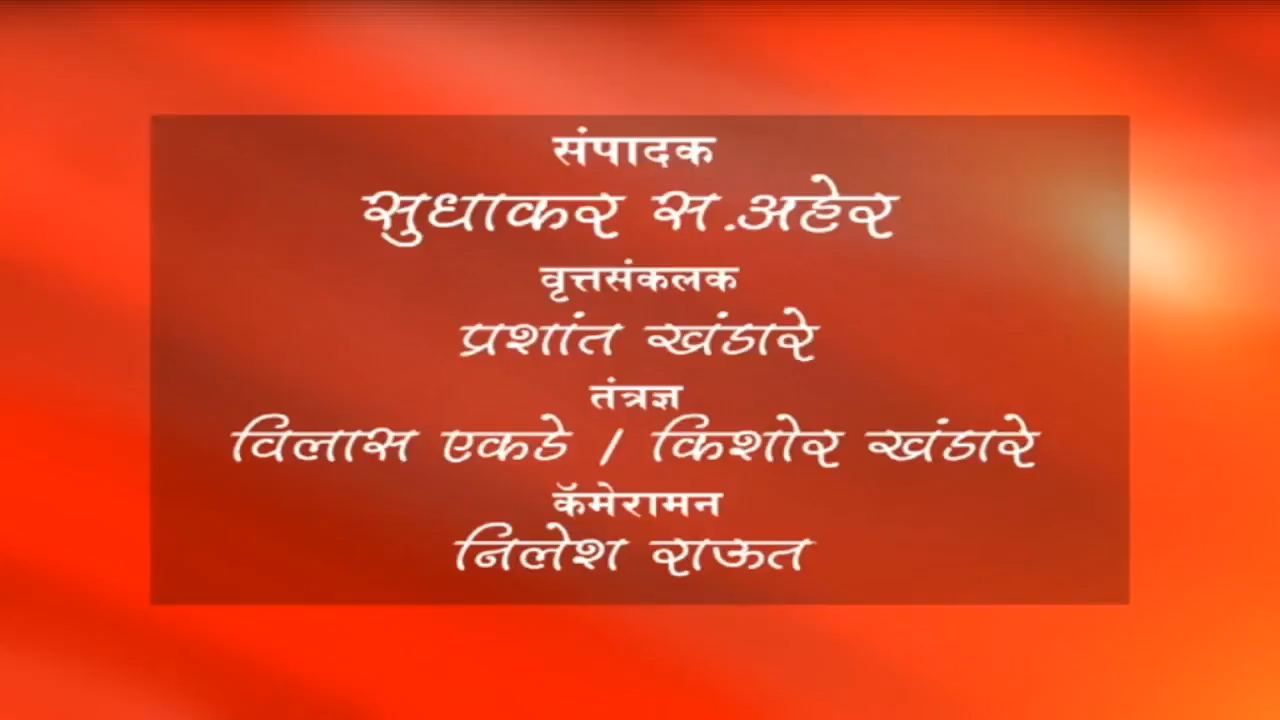 संपादक
सुधाकर स.अहेर
वृत्तसंकलक
प्रशांत खंडारे
तंत्रज्ञ
विलास एकडे / किशोर खंडारे
कॅमेरामन
निलेश राऊत